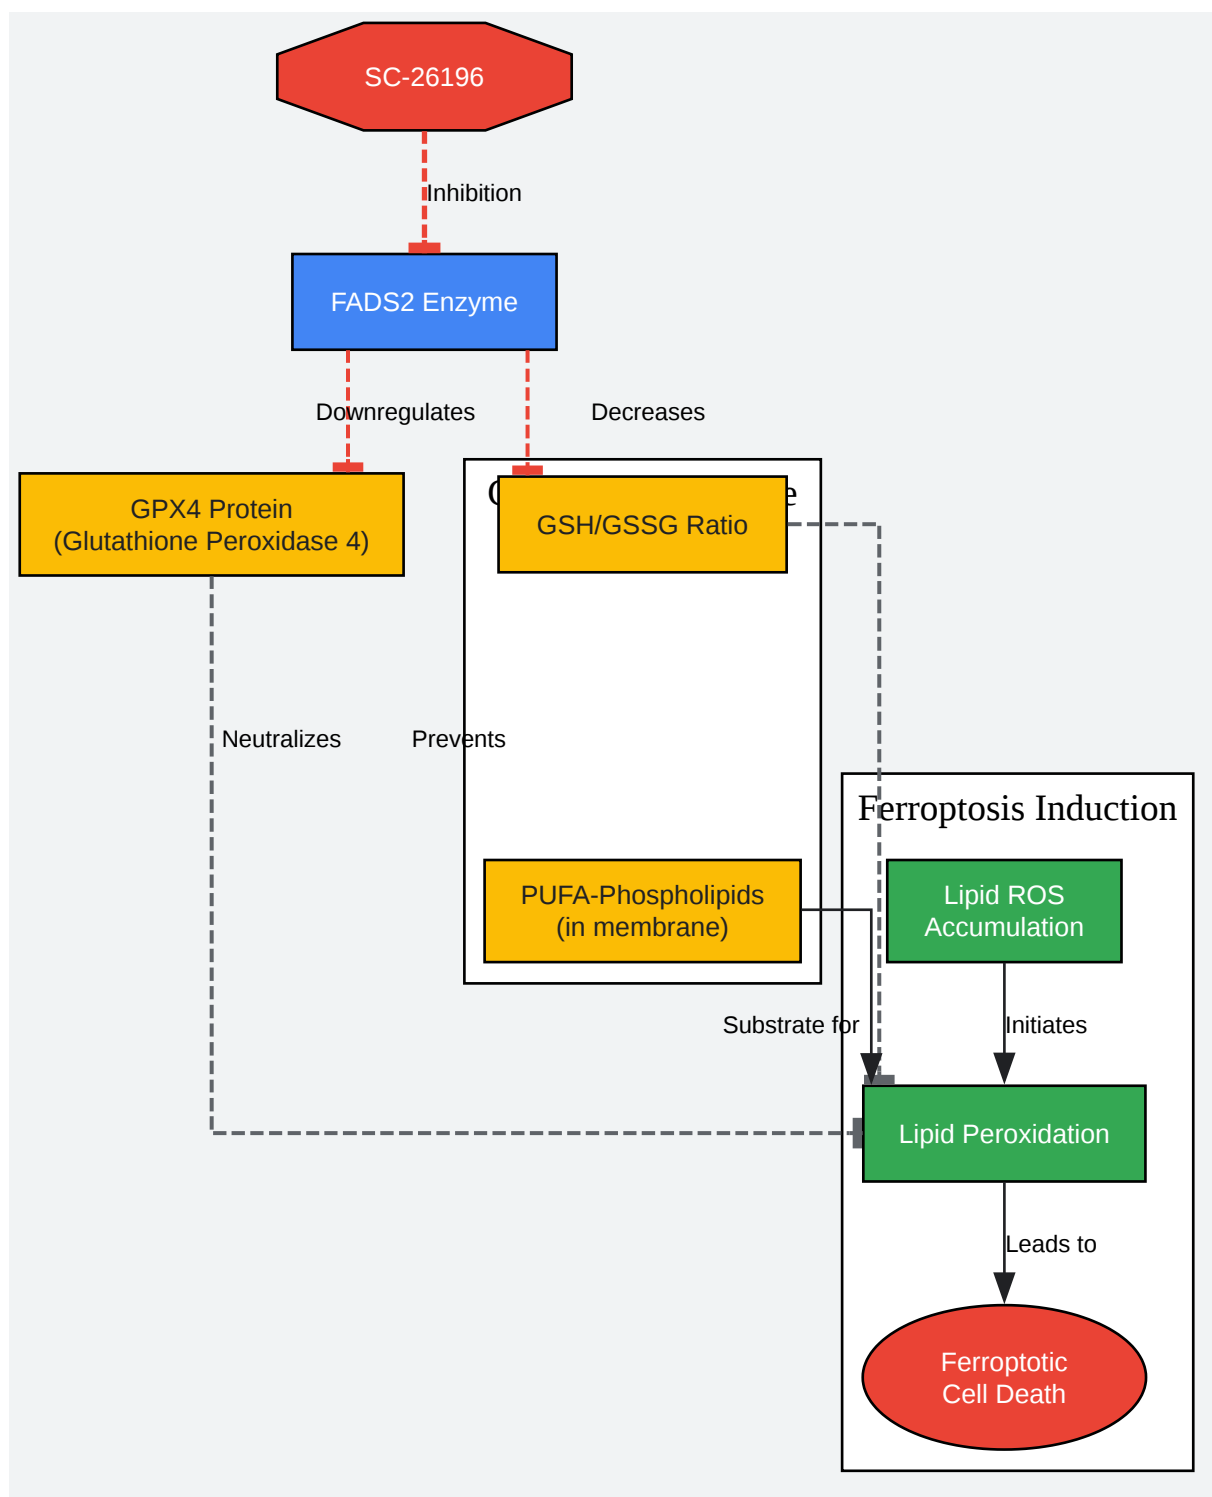 SC-26196
Inhibition
FADS2 Enzyme
Downregulates
Decreases
GPX4 Protein
(Glutathione Peroxidase 4)
GSH/GSSG Ratio
Neutralizes
Prevents
Ferroptosis Induction
PUFA-Phospholipids
(in membrane)
Lipid ROS
Accumulation
Substrate for
Initiates
Lipid Peroxidation
Leads to
Ferroptotic
Cell Death